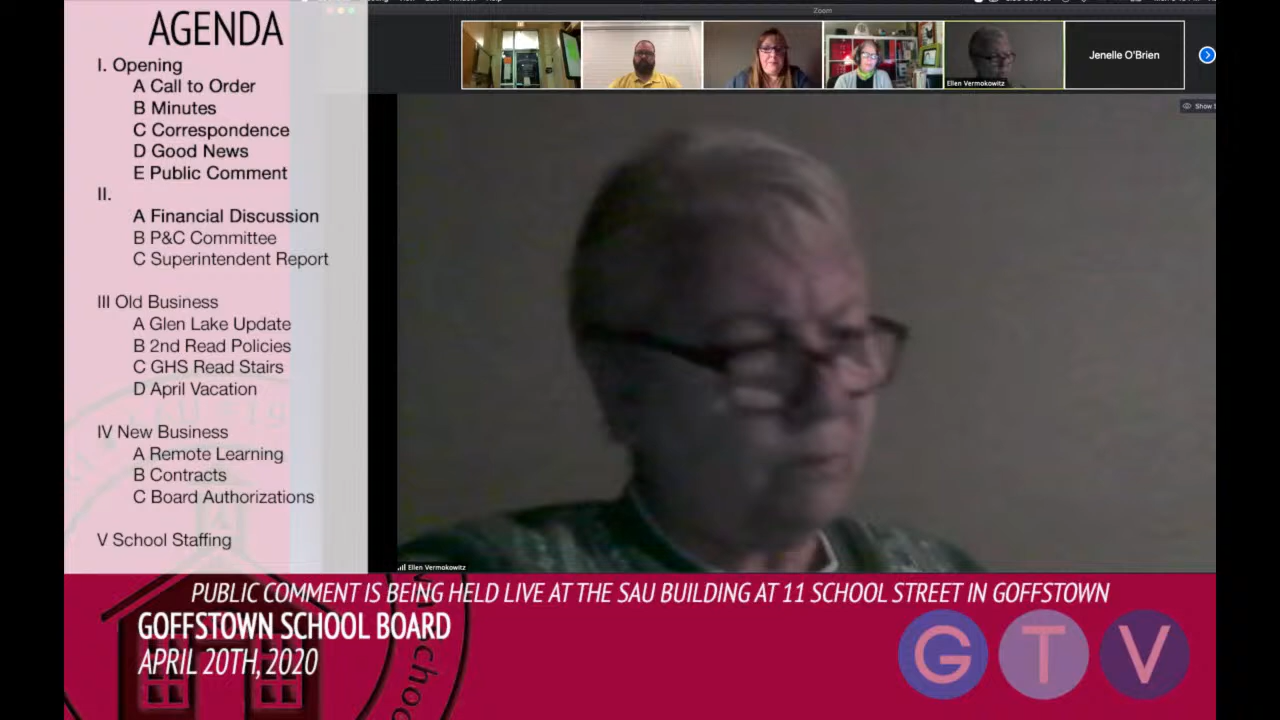 AGENDA
I. Opening
A Call to Order
B Minutes
C Correspondence
D Good News
E Public Comment
II.
A Financial Discussion
B P&C Committee
C Superintendent Report
III Old Business
A Glen Lake Update
B 2nd Read Policies
C GHS Read Stairs
D April Vacation
IV New Business
A Remote Learning
B Contracts
C Board Authorizations
V School Staffing
Zoom
Ellen Vermokowitz
Jenelle O'Brien
Show
Ellen Vermokowitz
PUBLIC COMMENT IS BEING HELD LIVE AT THE SAU BUILDING AT 11 SCHOOL STREET IN GOFFSTOWN
GOFFSTOWN SCHOOL BOARD
APRIL 20TH, 2020
G T V